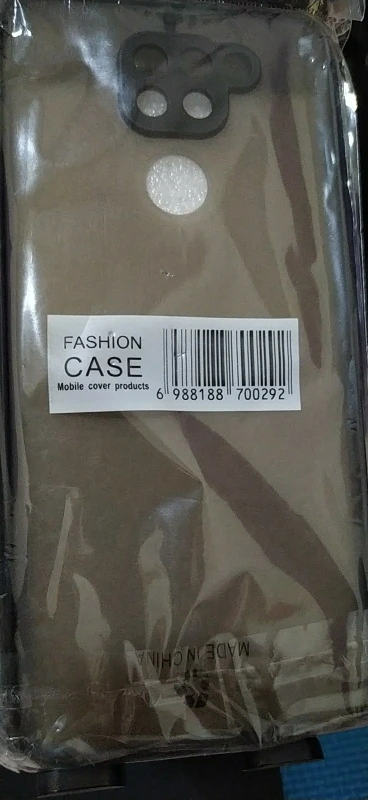 FASHION
CASE
Mobile cover products
6 988188 700292
MADE IN CHINA